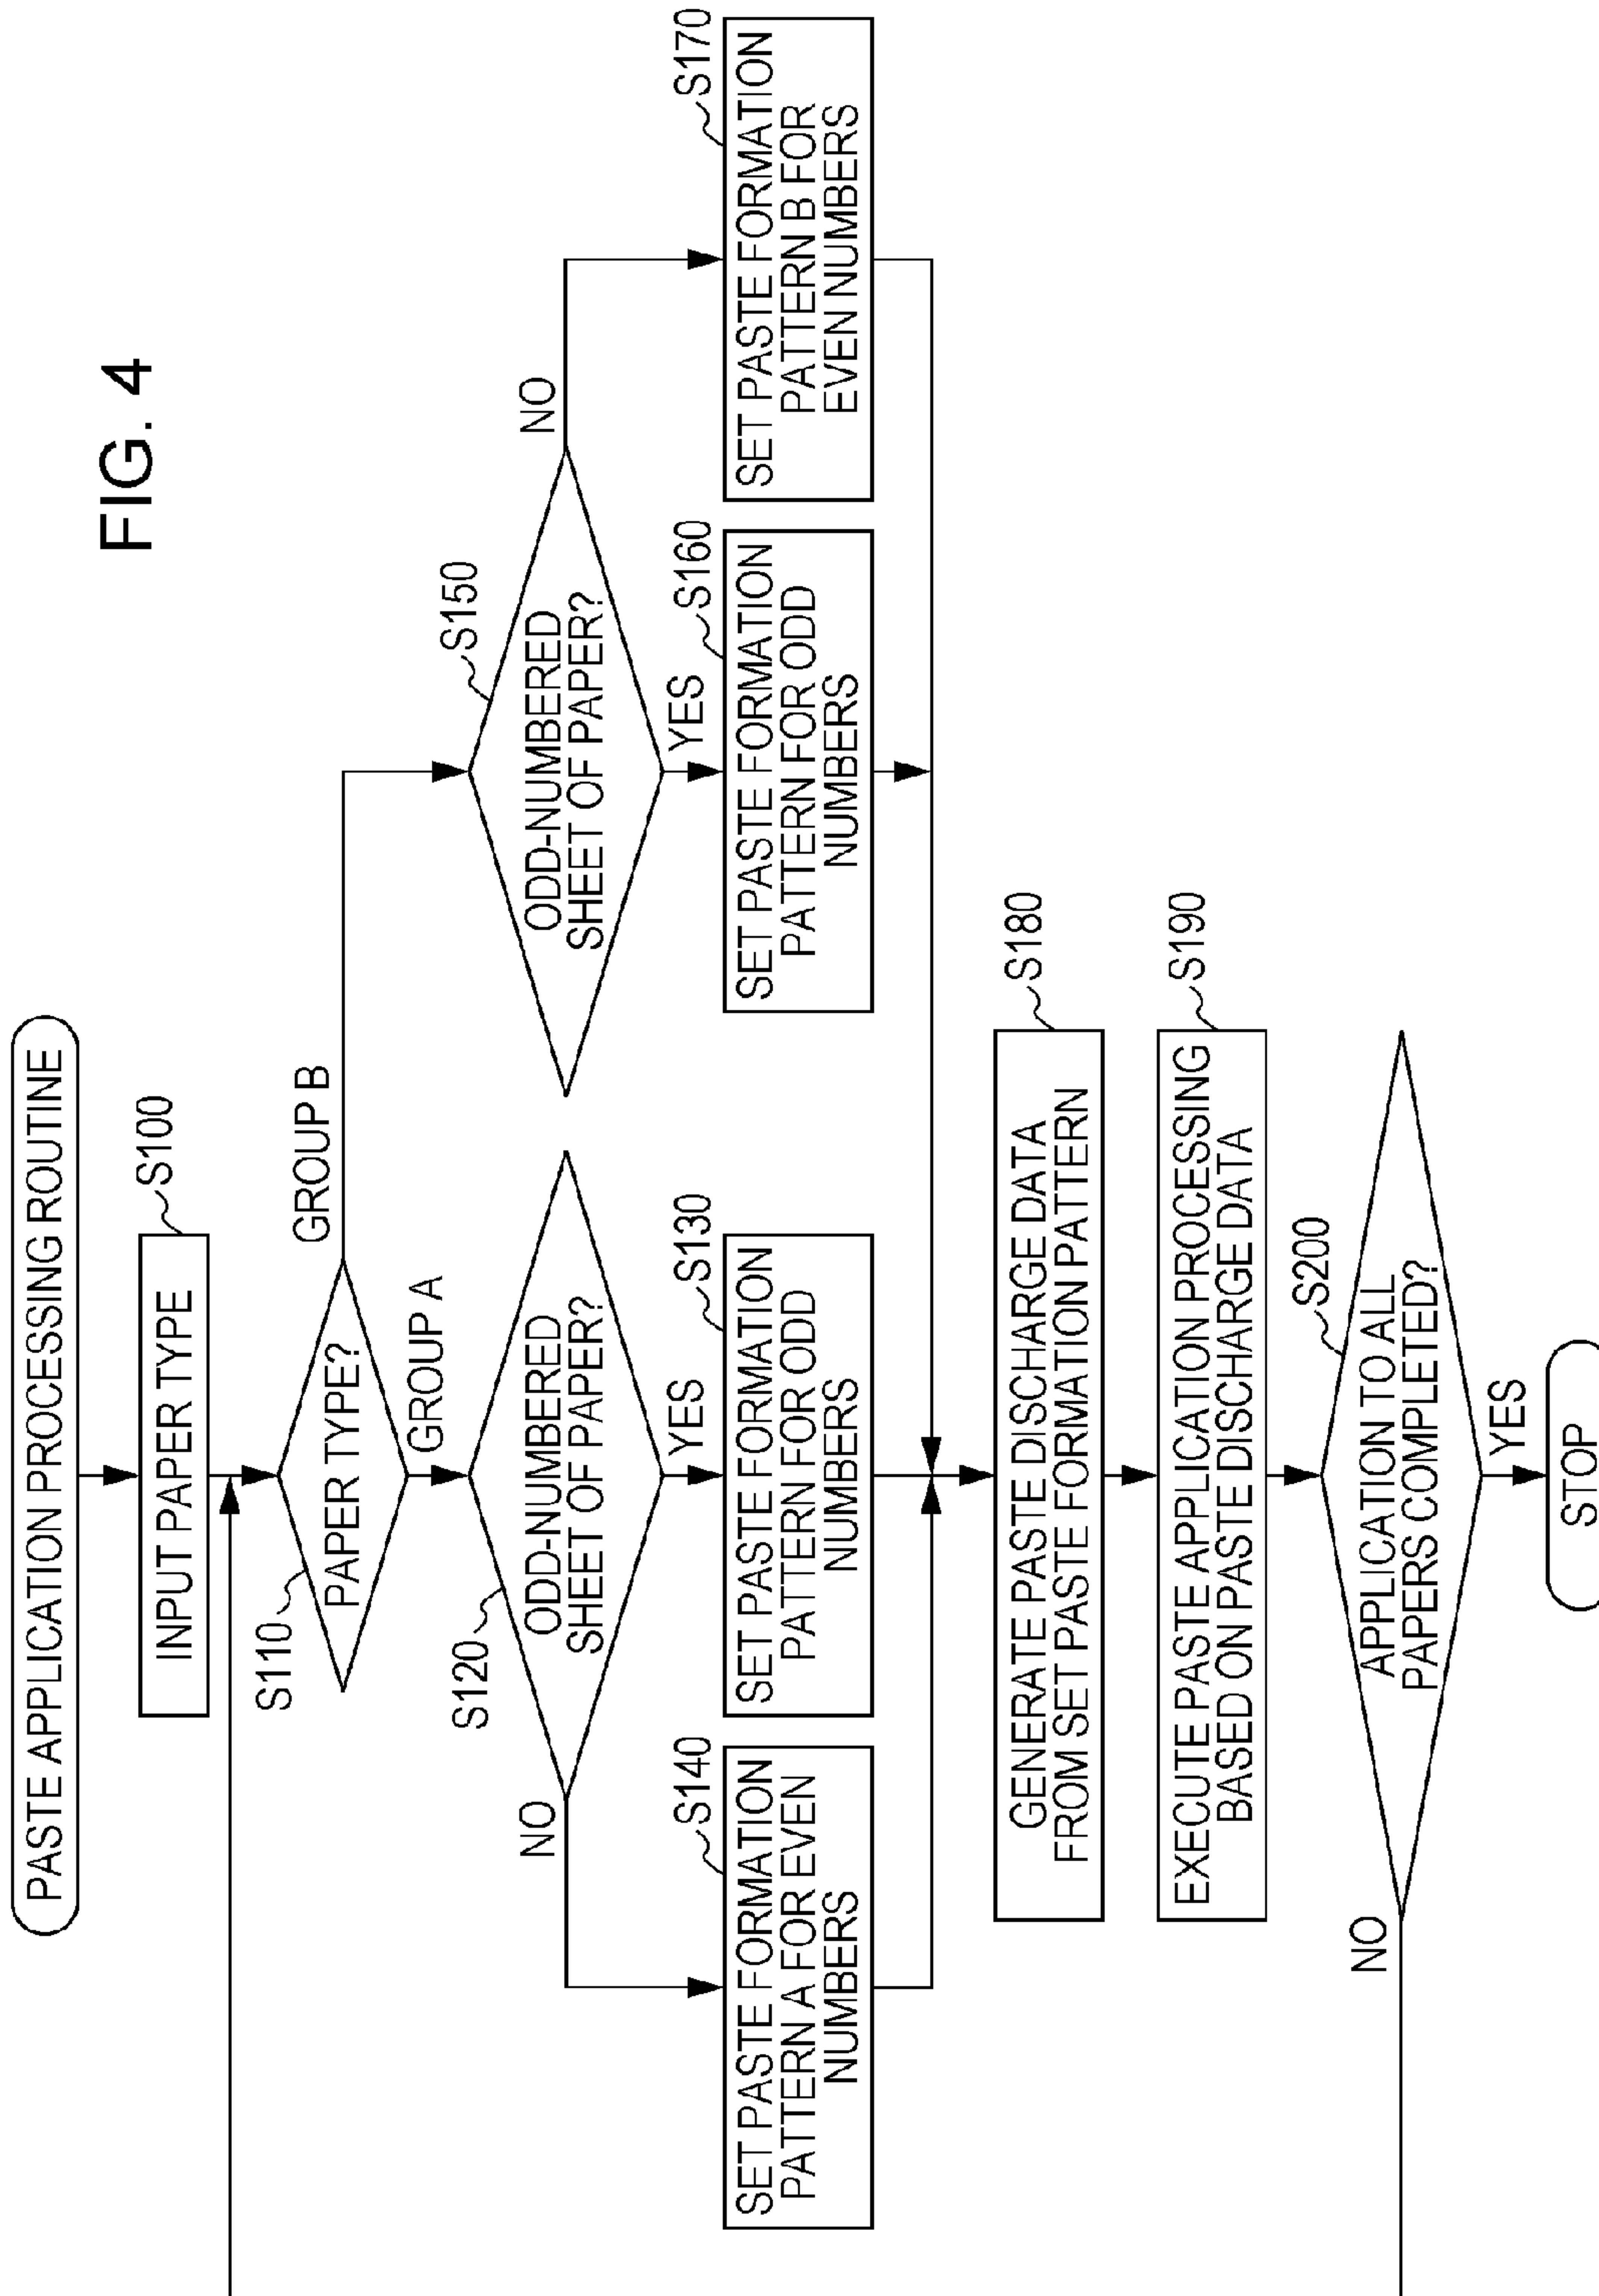 FIG. 4
PASTE APPLICATION PROCESSING ROUTINE
INPUT PAPER TYPE
S100
S110
PAPER TYPE?
GROUP B
GROUP A
S120
ODD-NUMBERED
SHEET OF PAPER?
NO
YES
S150
ODD-NUMBERED
SHEET OF PAPER?
NO
YES
S140
SET PASTE FORMATION
PATTERN A FOR EVEN
NUMBERS
S130
SET PASTE FORMATION
PATTERN FOR ODD
NUMBERS
S160
SET PASTE FORMATION
PATTERN FOR ODD
NUMBERS
S170
SET PASTE FORMATION
PATTERN B FOR
EVEN NUMBERS
S180
GENERATE PASTE DISCHARGE DATA
FROM SET PASTE FORMATION PATTERN
S190
EXECUTE PASTE APPLICATION PROCESSING
BASED ON PASTE DISCHARGE DATA
S200
APPLICATION TO ALL
PAPERS COMPLETED?
NO
YES
STOP